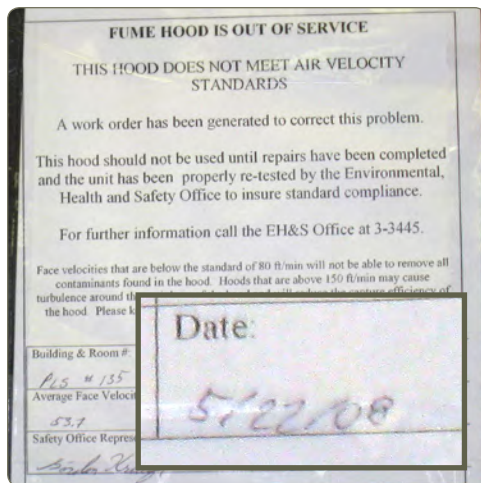 FUME HOOD IS OUT OF SERVICE
THIS HOOD DOES NOT MEET AIR VELOCITY
STANDARDS
A work order has been generated to correct this problem.
This hood should not be used until repairs have been completed
and the unit has been properly re-tested by the Environmental,
Health and Safety Office to insure standard compliance.
For further information call the EH&S Office at 3-3445.
Face velocities that are below the standard of 80 ft/min will not be able to remove all
contaminants found in the hood. Hoods that are above 150 ft/min may cause
turbulence around the
the hood. Please
Date:
5/22/08
Building & Room #:
PLS # 135
Average Face
53.7
Safety Office